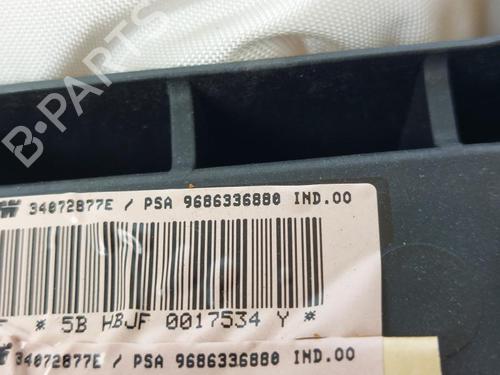 B-PARTS
34072877E / PSA 9686336880 IND.00
* 5B HBJF 0017534 Y *
34072877E / PSA 9686336880 IND.00